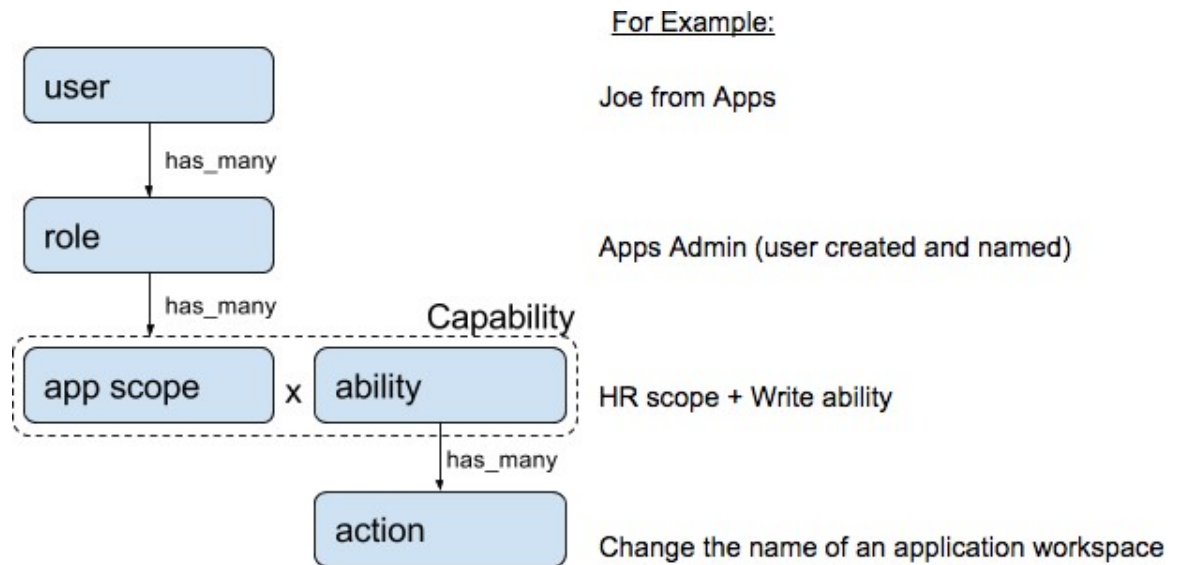 For Example:
user
Joe from Apps
has_many
role
Apps Admin (user created and named)
has_many
Capability
app scope x ability
HR scope + Write ability
has_many
action
Change the name of an application workspace